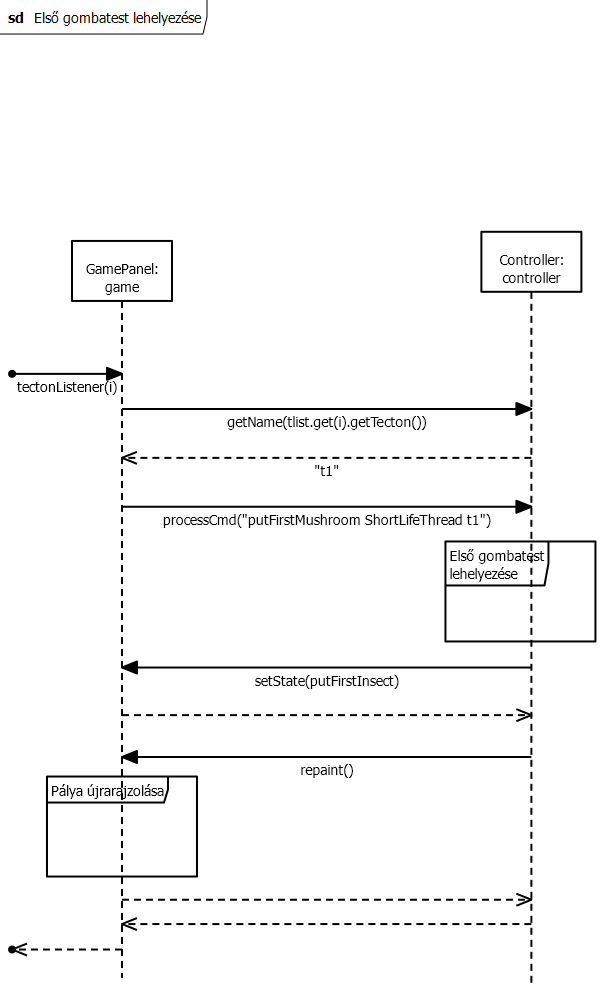 sd Első gombatest lehelyezése
GamePanel:
game
Controller:
controller
tectonListener(i)
getName(tlist.get(i).getTecton())
"t1"
processCmd("putFirstMushroom ShortLifeThread t1")
Első gombatest
lehelyezése
setState(putFirstInsect)
repaint()
Pálya újrarajzolása